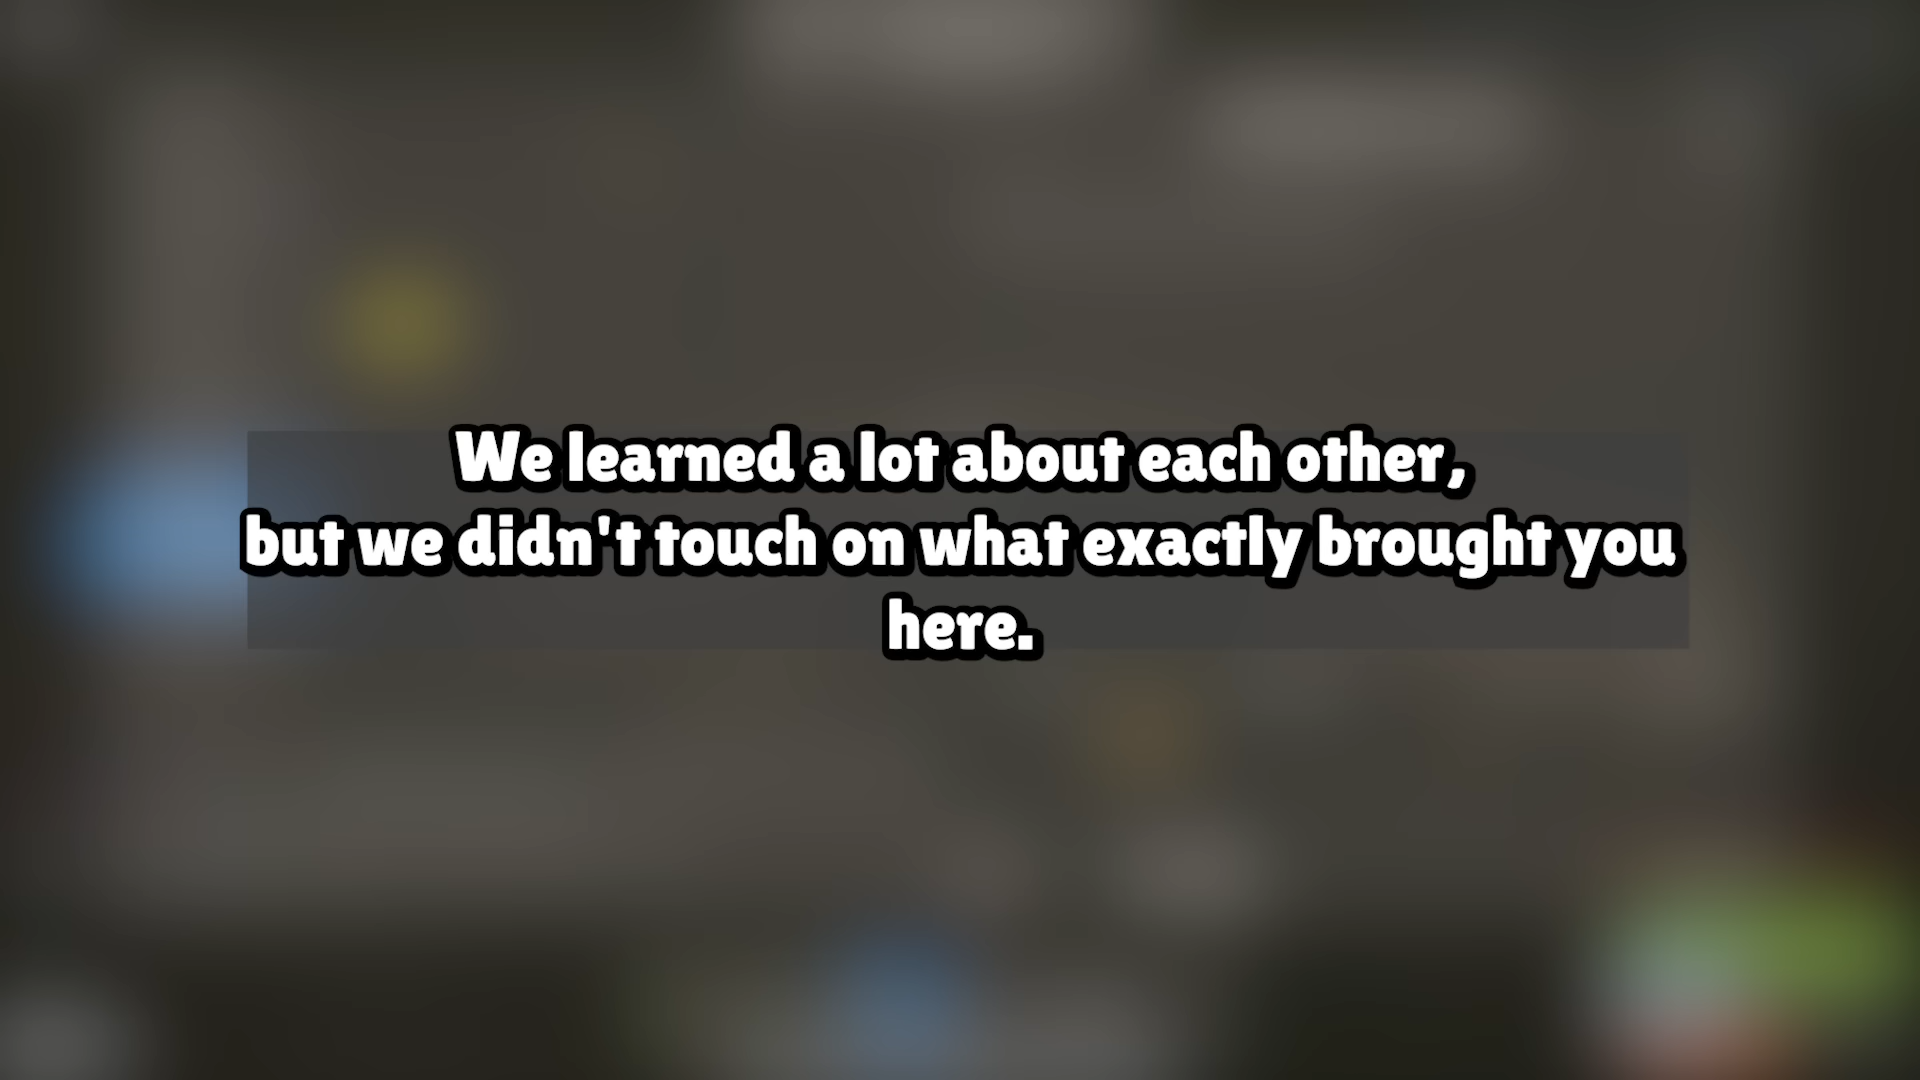 We learned a lot about each other,
but we didn't touch on what exactly brought you
here.